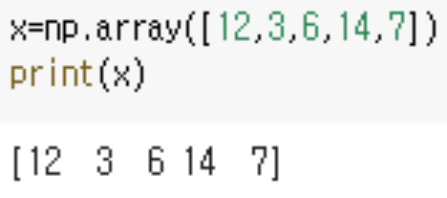 x=np.array([12,3,6,14,7])
print(x)
[12  3  6 14  7]